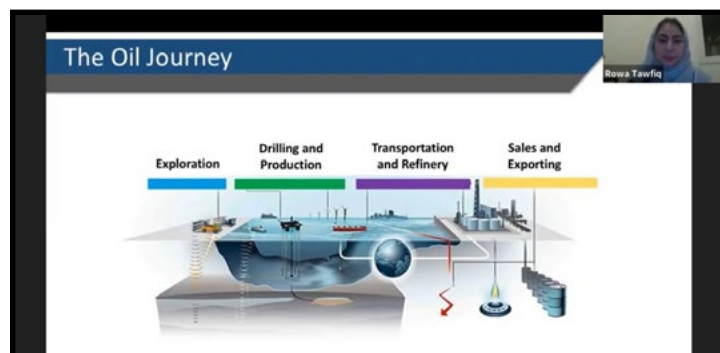 The Oil Journey
Rowa Tawfiq
Exploration
Drilling and
Production
Transportation
and Refinery
Sales and
Exporting